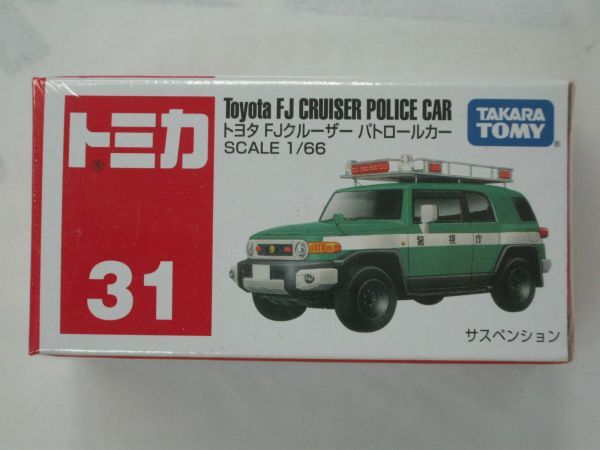 トミカ
®
31
Toyota FJ CRUISER POLICE CAR
トヨタ FJクルーザー パトロールカー
SCALE 1/66
TAKARA
TOMY®
警視庁
サスペンション